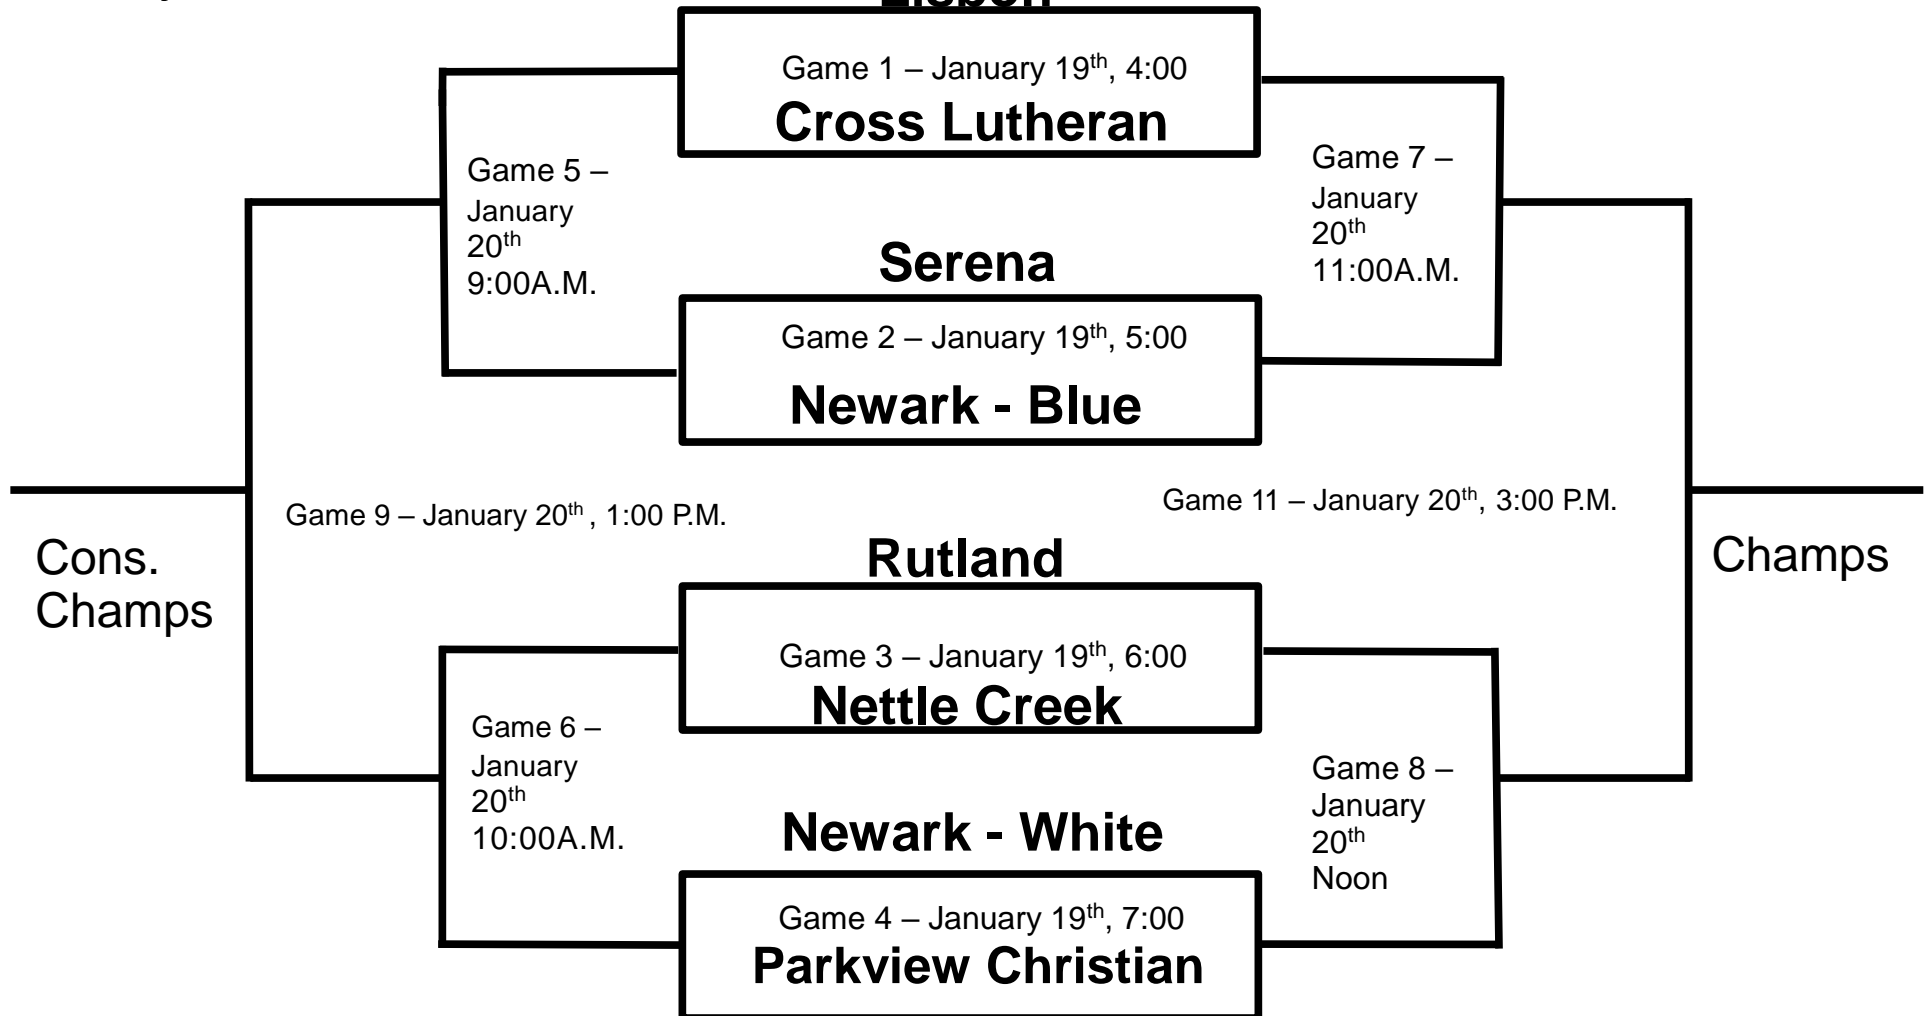 Lisbon
Game 1 – January 19th, 4:00
Cross Lutheran
Game 5 –
January
20th
9:00A.M.
Game 7 –
January
20th
11:00A.M.
Serena
Game 2 – January 19th, 5:00
Newark - Blue
Game 9 – January 20th , 1:00 P.M.
Game 11 – January 20th, 3:00 P.M.
Cons.
Champs
Champs
Rutland
Game 3 – January 19th, 6:00
Nettle Creek
Game 6 –
January
20th
10:00A.M.
Game 8 –
January
20th
Noon
Newark - White
Game 4 – January 19th, 7:00
Parkview Christian